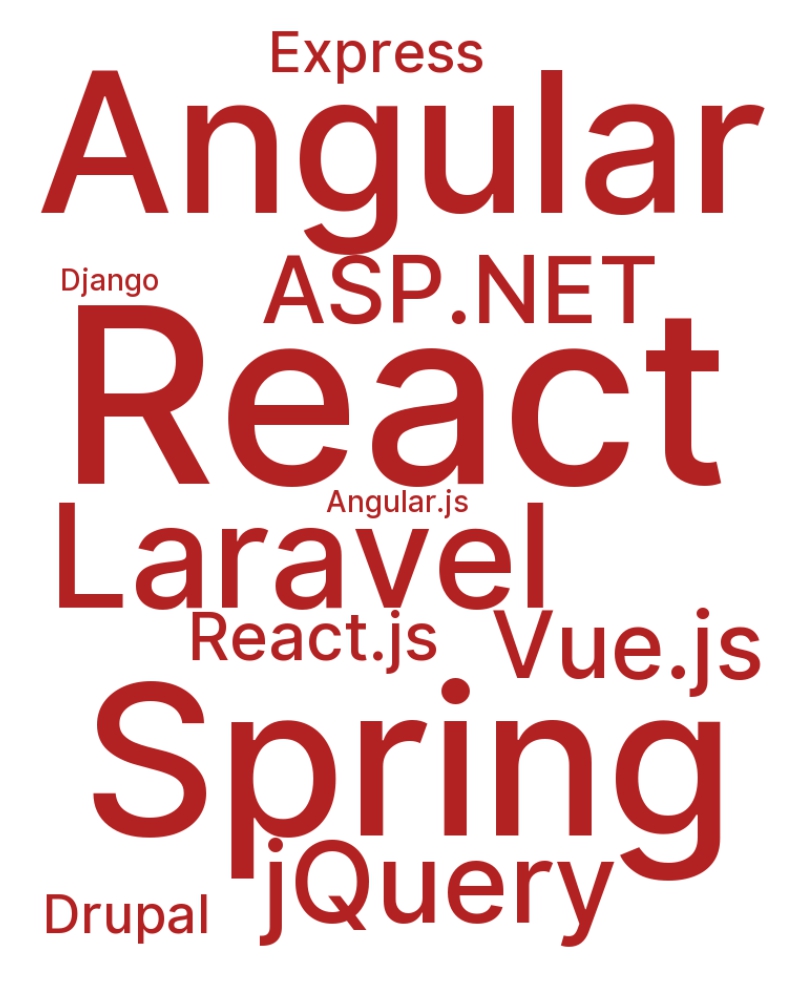 Express
Angular
Django
ASP.NET
React
Angular.js
Laravel
React.js
Vue.js
Spring
jQuery
Drupal